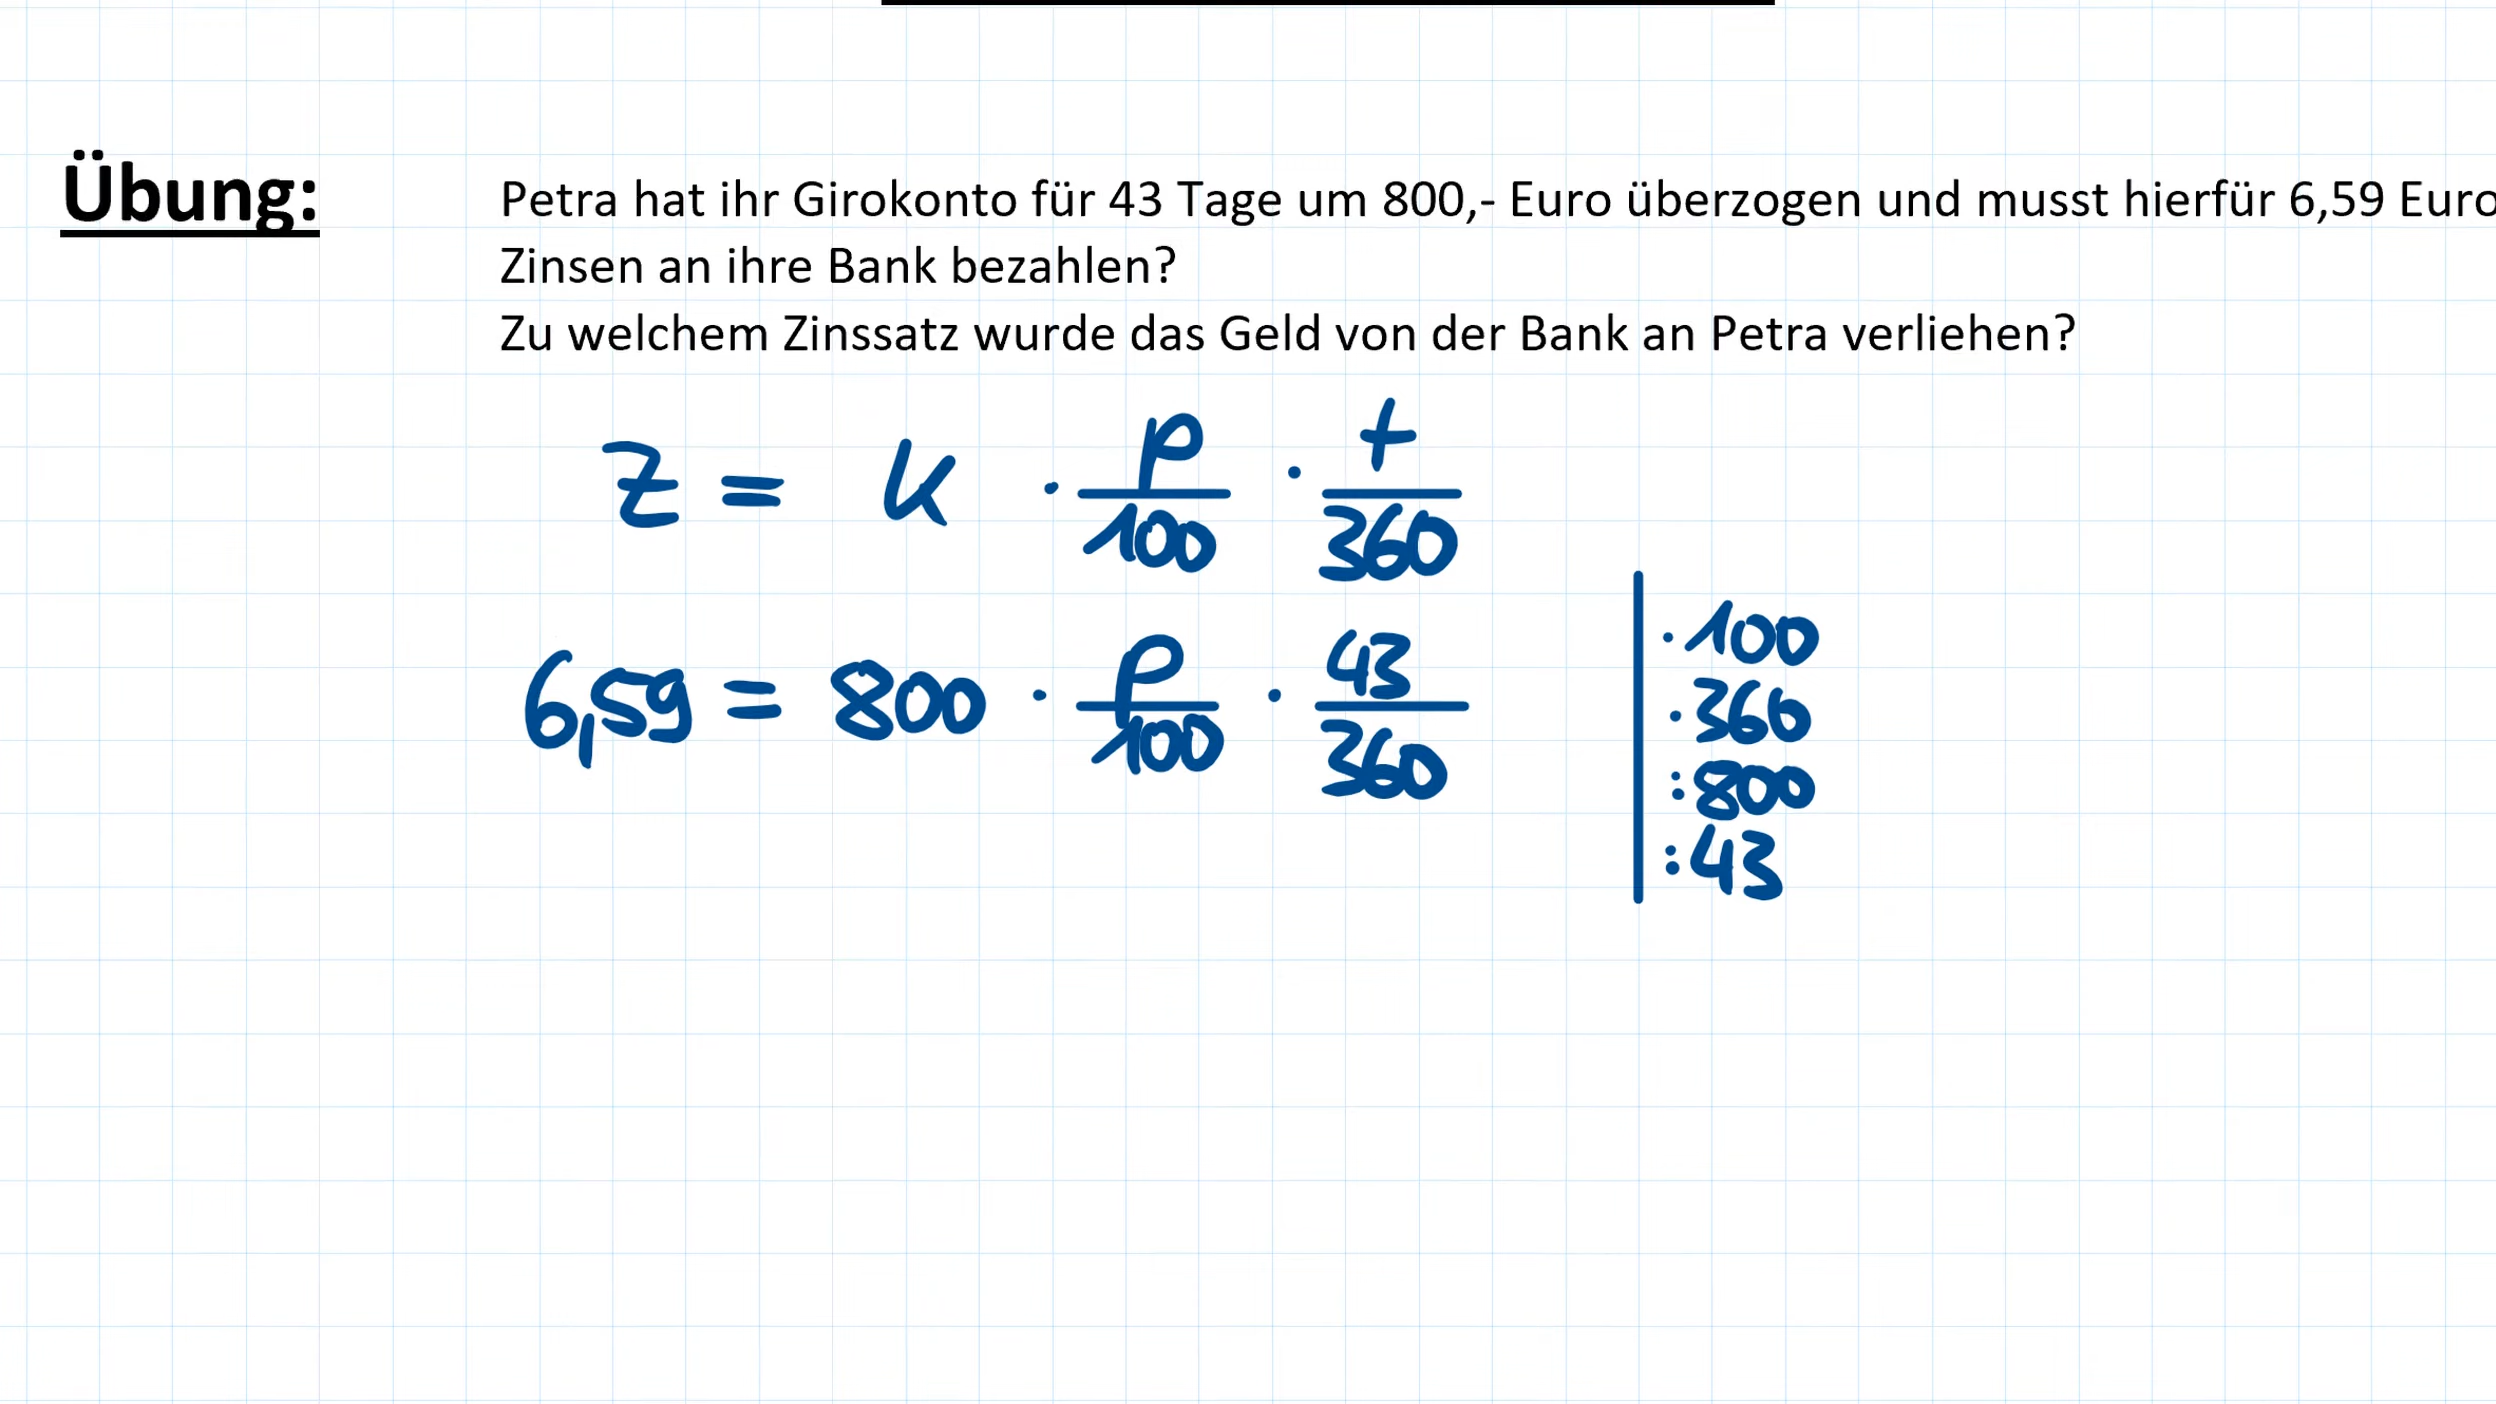 Übung:
Petra hat ihr Girokonto für 43 Tage um 800,- Euro überzogen und musst hierfür 6,59 Euro
Zinsen an ihre Bank bezahlen?
Zu welchem Zinssatz wurde das Geld von der Bank an Petra verliehen?
Z = K · p/100 · t/360
6,59 = 800 · p/100 · 43/360
| · 100
· 360
: 800
: 43